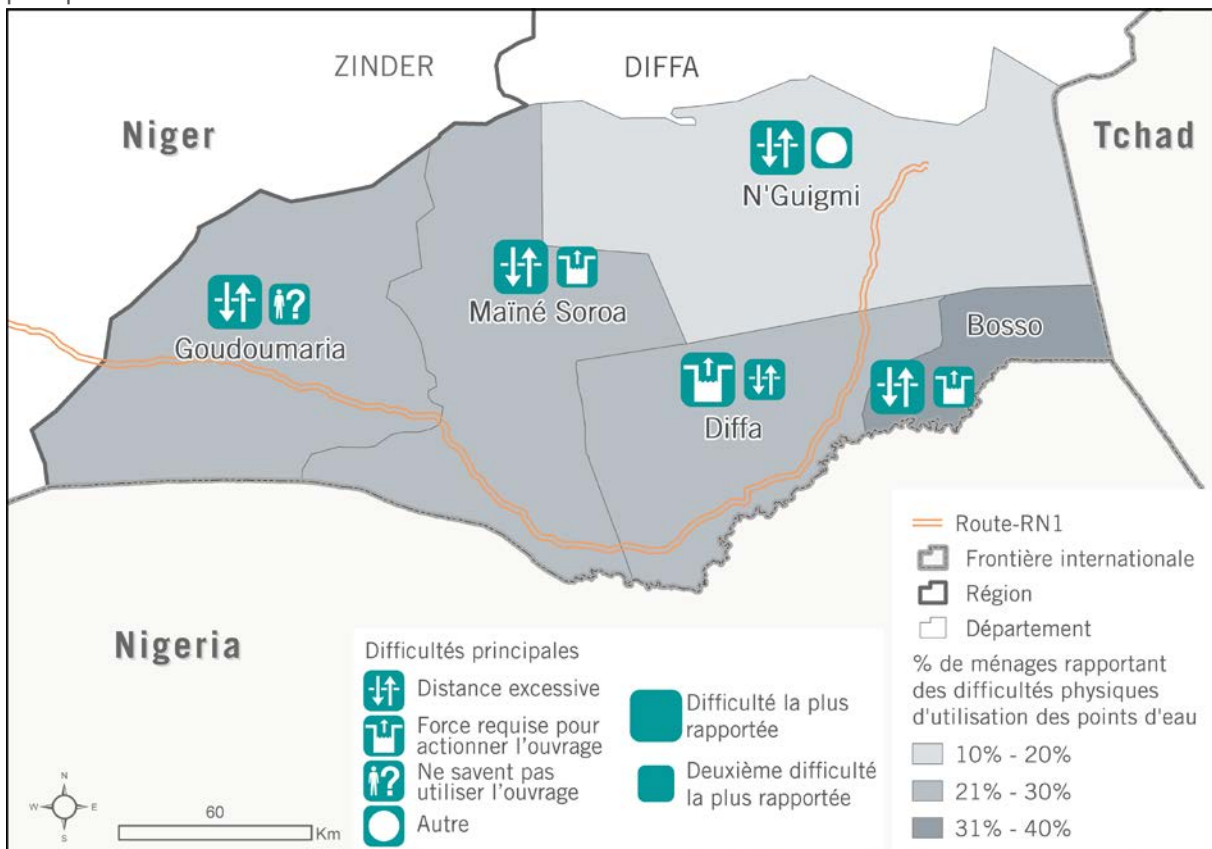 ZINDER
DIFFA
Niger
Tchad
N'Guigmi
Maïné Soroa
Goudoumaria
Bosso
Diffa
Nigeria
Difficultés principales
Distance excessive
Force requise pour
actionner l'ouvrage
Ne savent pas
utiliser l'ouvrage
Autre
Difficulté la plus
rapportée
Deuxième difficulté
la plus rapportée
Route-RN1
Frontière internationale
Région
Département
% de ménages rapportant
des difficultés physiques
d'utilisation des points d'eau
10% - 20%
21% - 30%
31% - 40%
N
W E
S
60
Km